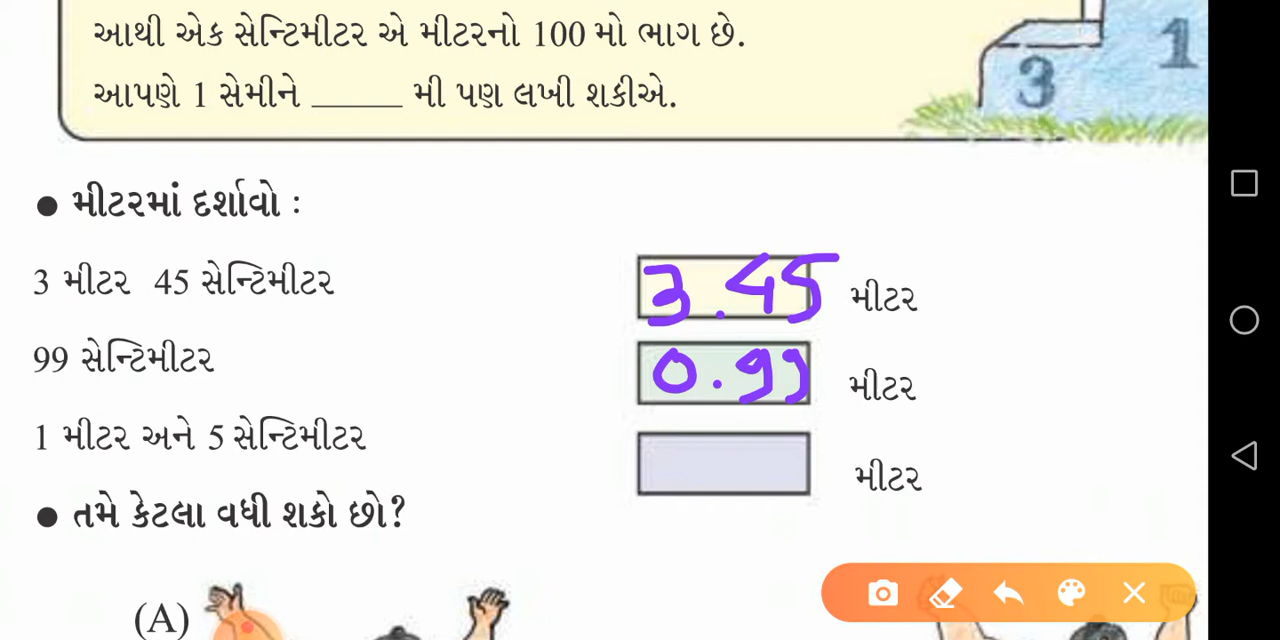 આથી એક સેન્ટિમીટર એ મીટરનો 100 મો ભાગ છે.
આપણે 1 સેમીને _____ મી પણ લખી શકીએ.
1
3
● મીટરમાં દર્શાવો :
3 મીટર 45 સેન્ટિમીટર 3.45 મીટર
99 સેન્ટિમીટર 0.99 મીટર
1 મીટર અને 5 સેન્ટિમીટર મીટર
● તમે કેટલા વધી શકો છો?
(A)